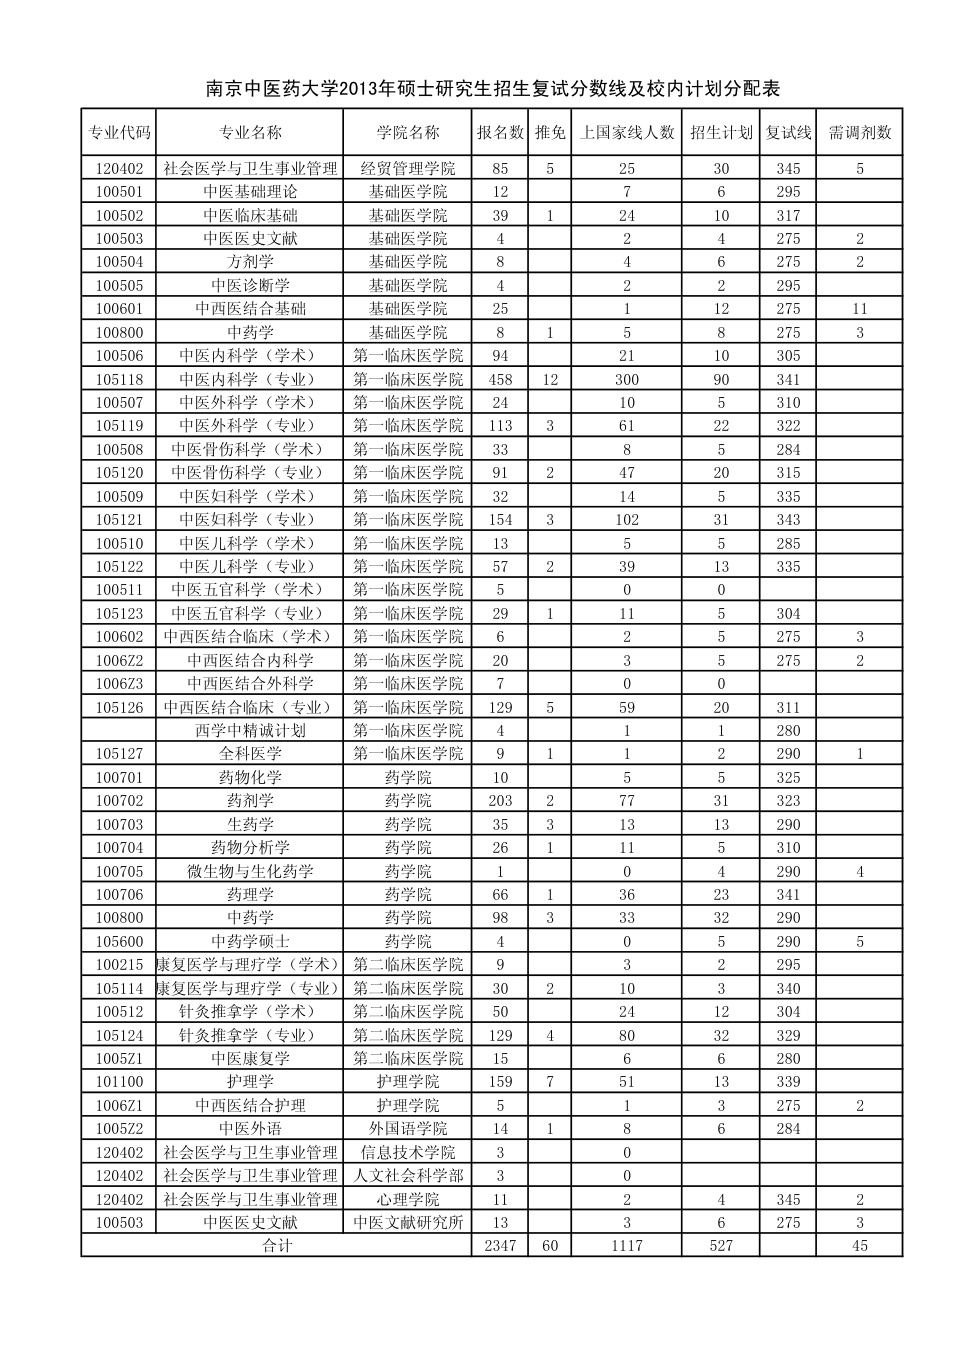 南京中医药大学2013年硕士研究生招生复试分数线及校内计划分配表
专业代码 专业名称 学院名称 报名数 推免 上国家线人数 招生计划 复试线 需调剂数
120402 社会医学与卫生事业管理 经贸管理学院 85 5 25 30 345 5
100501 中医基础理论 基础医学院 12 7 6 295
100502 中医临床基础 基础医学院 39 1 24 10 317
100503 中医医史文献 基础医学院 4 2 4 275 2
100504 方剂学 基础医学院 8 4 6 275 2
100505 中医诊断学 基础医学院 4 2 2 295
100601 中西医结合基础 基础医学院 25 1 12 275 11
100800 中药学 基础医学院 8 1 5 8 275 3
100506 中医内科学（学术） 第一临床医学院 94 21 10 305
105118 中医内科学（专业） 第一临床医学院 458 12 300 90 341
100507 中医外科学（学术） 第一临床医学院 24 10 5 310
105119 中医外科学（专业） 第一临床医学院 113 3 61 22 322
100508 中医骨伤科学（学术） 第一临床医学院 33 8 5 284
105120 中医骨伤科学（专业） 第一临床医学院 91 2 47 20 315
100509 中医妇科学（学术） 第一临床医学院 32 14 5 335
105121 中医妇科学（专业） 第一临床医学院 154 3 102 31 343
100510 中医儿科学（学术） 第一临床医学院 13 5 5 285
105122 中医儿科学（专业） 第一临床医学院 57 2 39 13 335
100511 中医五官科学（学术） 第一临床医学院 5 0 0
105123 中医五官科学（专业） 第一临床医学院 29 1 11 5 304
100602 中西医结合临床（学术） 第一临床医学院 6 2 5 275 3
1006Z2 中西医结合内科学 第一临床医学院 20 3 5 275 2
1006Z3 中西医结合外科学 第一临床医学院 7 0 0
105126 中西医结合临床（专业） 第一临床医学院 129 5 59 20 311
西学中精诚计划 第一临床医学院 4 1 1 280
105127 全科医学 第一临床医学院 9 1 1 2 290 1
100701 药物化学 药学院 10 5 5 325
100702 药剂学 药学院 203 2 77 31 323
100703 生药学 药学院 35 3 13 13 290
100704 药物分析学 药学院 26 1 11 5 310
100705 微生物与生化药学 药学院 1 0 4 290 4
100706 药理学 药学院 66 1 36 23 341
100800 中药学 药学院 98 3 33 32 290
105600 中药学硕士 药学院 4 0 5 290 5
100215 康复医学与理疗学（学术） 第二临床医学院 9 3 2 295
105114 康复医学与理疗学（专业） 第二临床医学院 30 2 10 3 340
100512 针灸推拿学（学术） 第二临床医学院 50 24 12 304
105124 针灸推拿学（专业） 第二临床医学院 129 4 80 32 329
1005Z1 中医康复学 第二临床医学院 15 6 6 280
101100 护理学 护理学院 159 7 51 13 339
1006Z1 中西医结合护理 护理学院 5 1 3 275 2
1005Z2 中医外语 外国语学院 14 1 8 6 284
120402 社会医学与卫生事业管理 信息技术学院 3 0
120402 社会医学与卫生事业管理 人文社会科学部 3 0
120402 社会医学与卫生事业管理 心理学院 11 2 4 345 2
100503 中医医史文献 中医文献研究所 13 3 6 275 3
合计 2347 60 1117 527 45